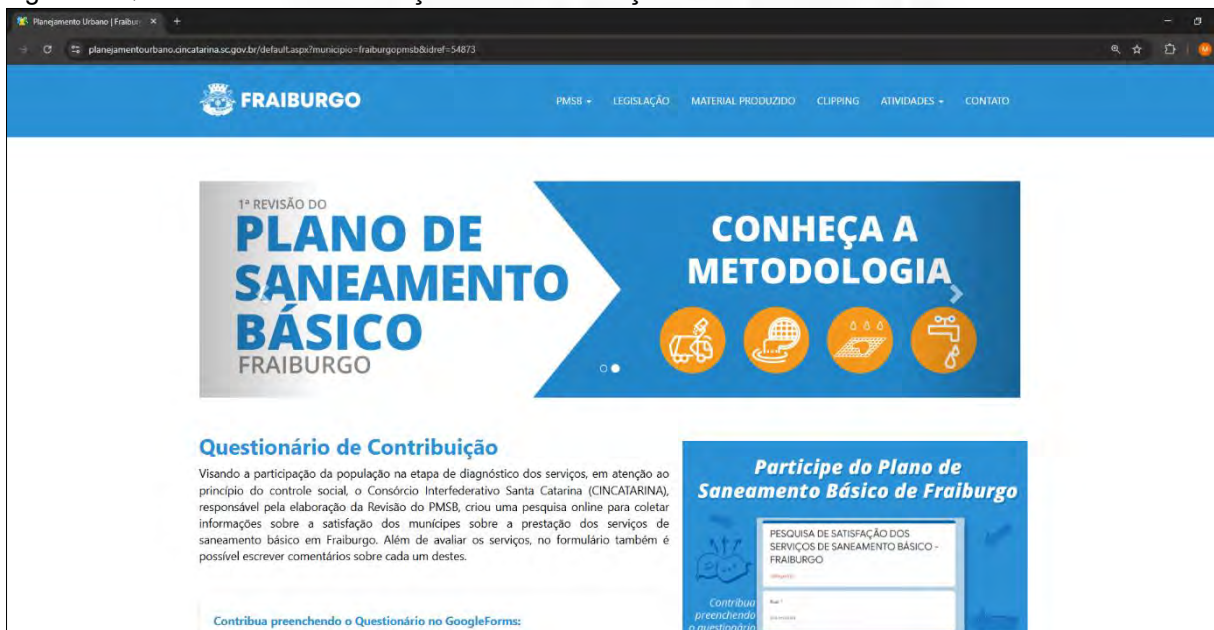 Planejamento Urbano | Fraibur
planejamentourbano.cincatarina.sc.gov.br/default.aspx?municipio=fraiburgopmsb&idref=54873
FRAIBURGO
PMSB
LEGISLAÇÃO
MATERIAL PRODUZIDO
CLIPPING
ATIVIDADES
CONTATO
1ª REVISÃO DO
PLANO DE
SANEAMENTO
BÁSICO
FRAIBURGO
CONHEÇA A
METODOLOGIA
Questionário de Contribuição
Visando a participação da população na etapa de diagnóstico dos serviços, em atenção ao
princípio do controle social, o Consórcio Interfederativo Santa Catarina (CINCATARINA),
responsável pela elaboração da Revisão do PMSB, criou uma pesquisa online para coletar
informações sobre a satisfação dos munícipes sobre a prestação dos serviços de
saneamento básico em Fraiburgo. Além de avaliar os serviços, no formulário também é
possível escrever comentários sobre cada um destes.
Contribua preenchendo o Questionário no GoogleForms:
Participe do Plano de
Saneamento Básico de Fraiburgo
PESQUISA DE SATISFAÇÃO DOS
SERVIÇOS DE SANEAMENTO BÁSICO -
FRAIBURGO
Contribua
preenchendo
o questionário